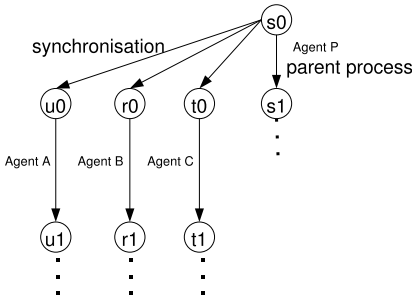 s0
synchronisation
Agent P
parent process
u0
r0
t0
s1
Agent A
Agent B
Agent C
u1
r1
t1